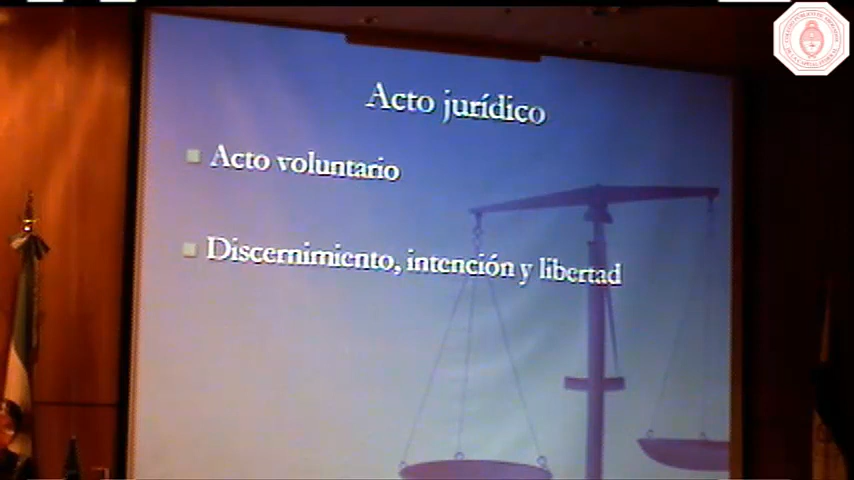 Acto jurídico
Acto voluntario
Discernimiento, intención y libertad